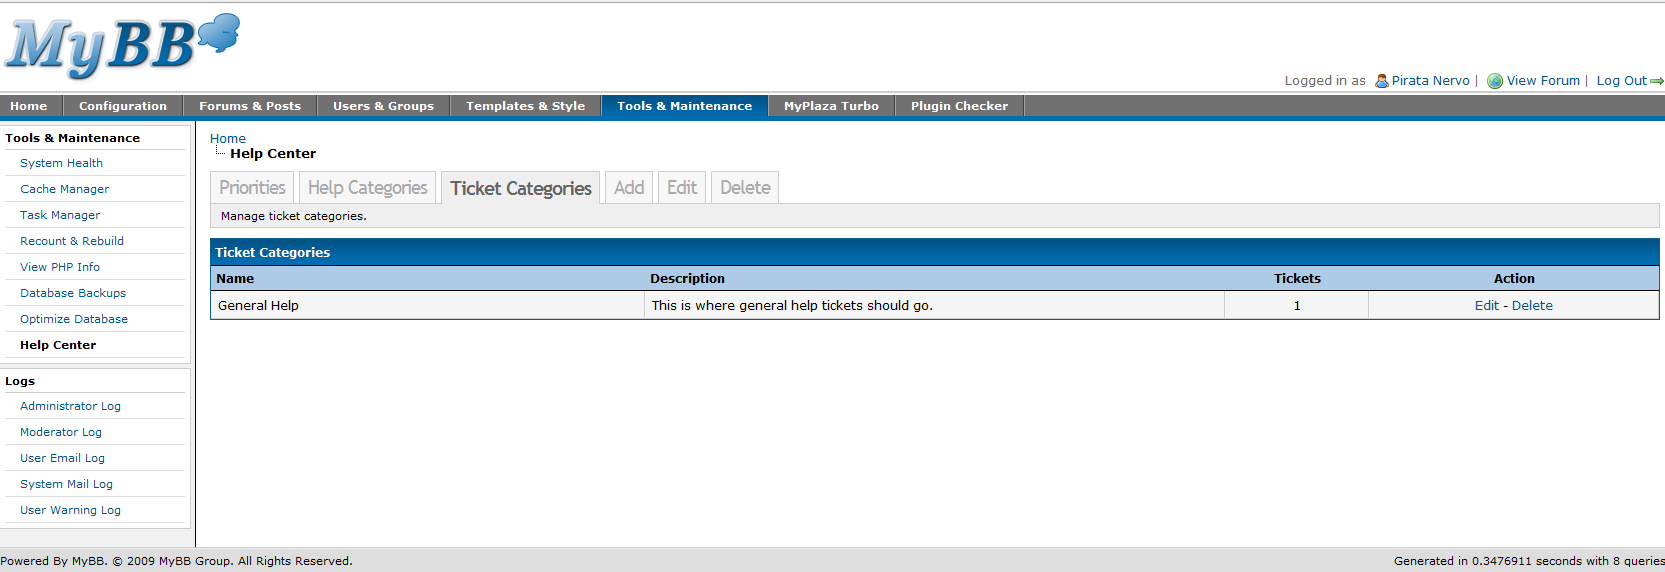 MyBB
Logged in as Pirata Nervo | View Forum | Log Out
Home Configuration Forums & Posts Users & Groups Templates & Style Tools & Maintenance MyPlaza Turbo Plugin Checker
Tools & Maintenance
System Health
Cache Manager
Task Manager
Recount & Rebuild
View PHP Info
Database Backups
Optimize Database
Help Center
Logs
Administrator Log
Moderator Log
User Email Log
System Mail Log
User Warning Log
Home
Help Center
Priorities Help Categories Ticket Categories Add Edit Delete
Manage ticket categories.
Ticket Categories
Name Description Tickets Action
General Help This is where general help tickets should go. 1 Edit - Delete
Powered By MyBB. © 2009 MyBB Group. All Rights Reserved. Generated in 0.3476911 seconds with 8 queries